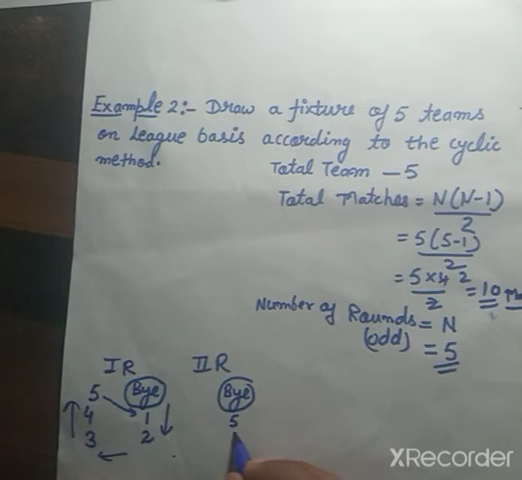 Example 2:- Draw a fixture of 5 teams
on league basis according to the cyclic
method.
Total Team - 5
Total Matches = N(N-1)
2
= 5(5-1)
2
= 5×4 2
2
= 10
Number of Rounds = N
(odd) = 5
I R II R
5 Bye Bye
4 1 5
3 2
XRecorder